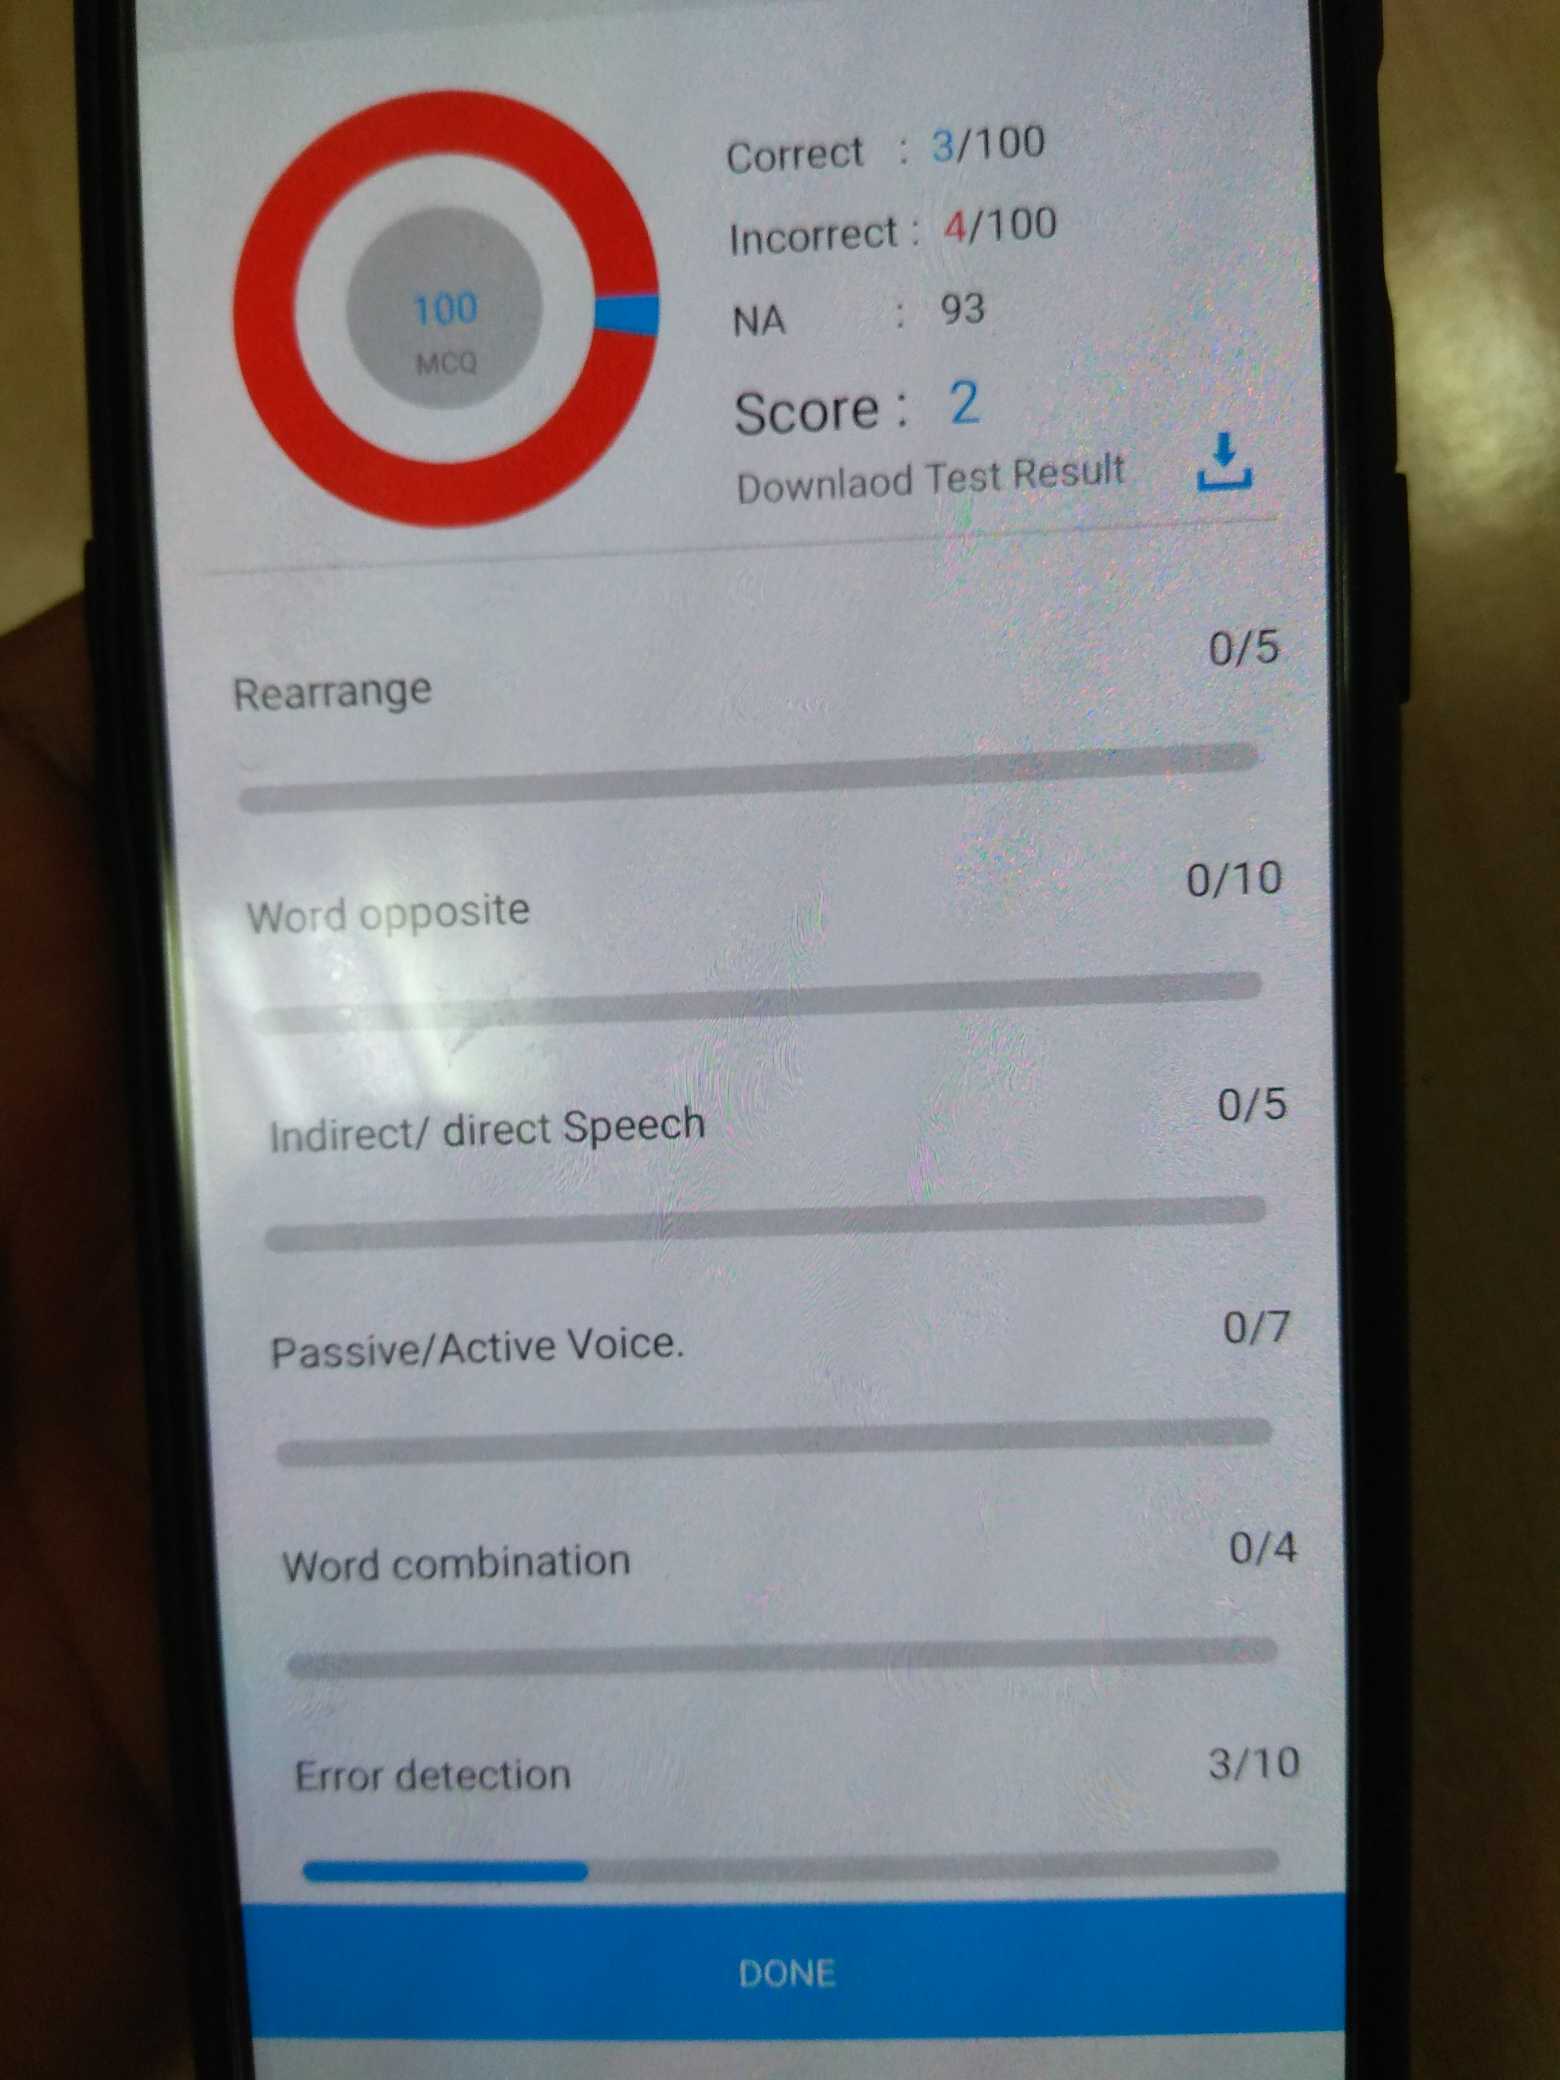 100
MCQ
Correct : 3/100
Incorrect : 4/100
NA : 93
Score : 2
Downlaod Test Result
Rearrange 0/5
Word opposite 0/10
Indirect/ direct Speech 0/5
Passive/Active Voice. 0/7
Word combination 0/4
Error detection 3/10
DONE